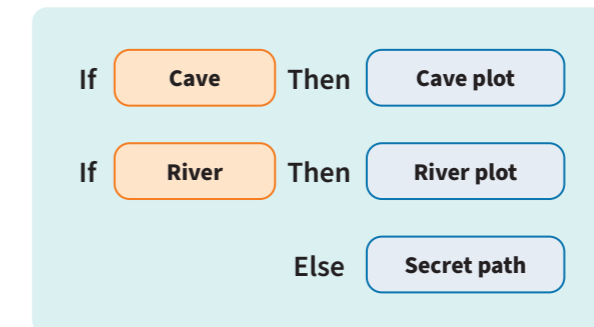 If Cave Then Cave plot
If River Then River plot
Else Secret path